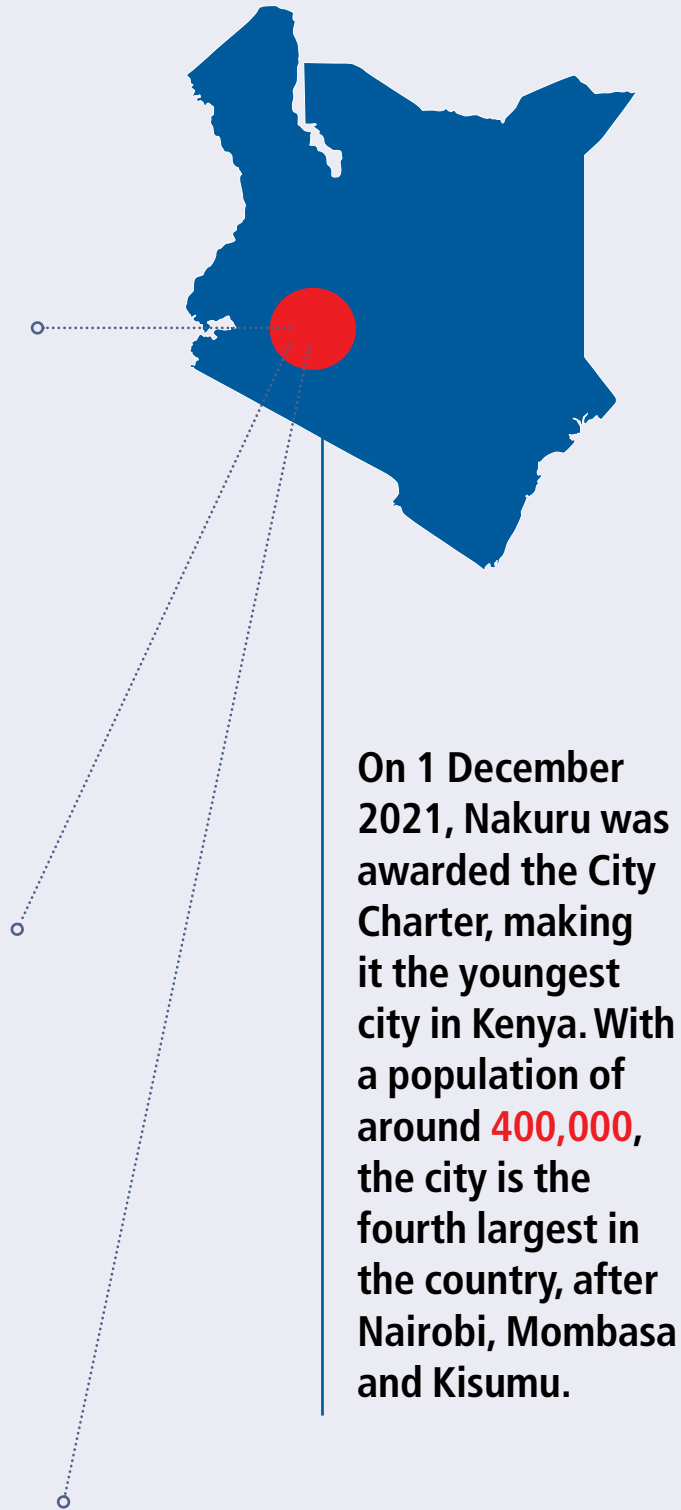 On 1 December
2021, Nakuru was
awarded the City
Charter, making
it the youngest
city in Kenya. With
a population of
around 400,000,
the city is the
fourth largest in
the country, after
Nairobi, Mombasa
and Kisumu.